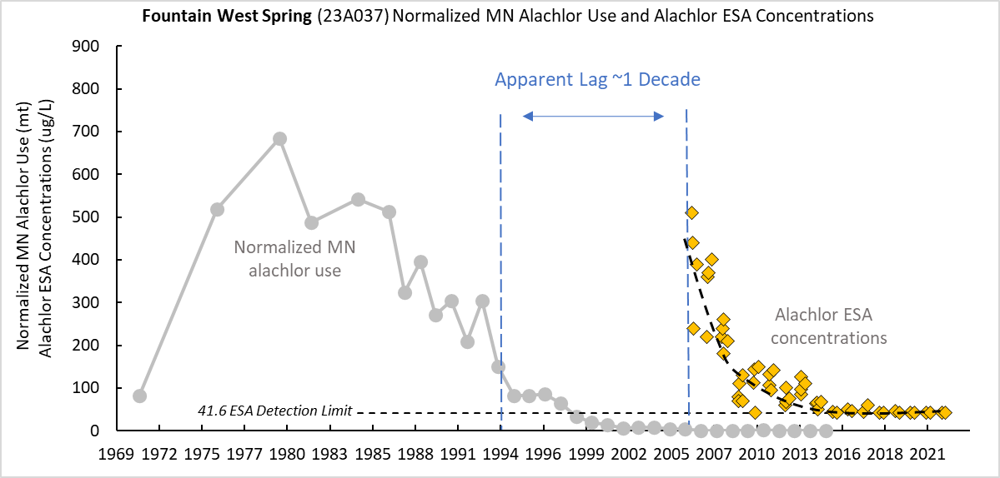 Fountain West Spring (23A037) Normalized MN Alachlor Use and Alachlor ESA Concentrations
Normalized MN Alachlor Use (mt)
Alachlor ESA Concentrations (ug/L)
900
800
700
600
500
400
300
200
100
0
Apparent Lag ~1 Decade
Normalized MN
alachlor use
Alachlor ESA
concentrations
41.6 ESA Detection Limit
1969 1972 1975 1977 1980 1983 1985 1988 1991 1994 1996 1999 2002 2005 2007 2010 2013 2016 2018 2021